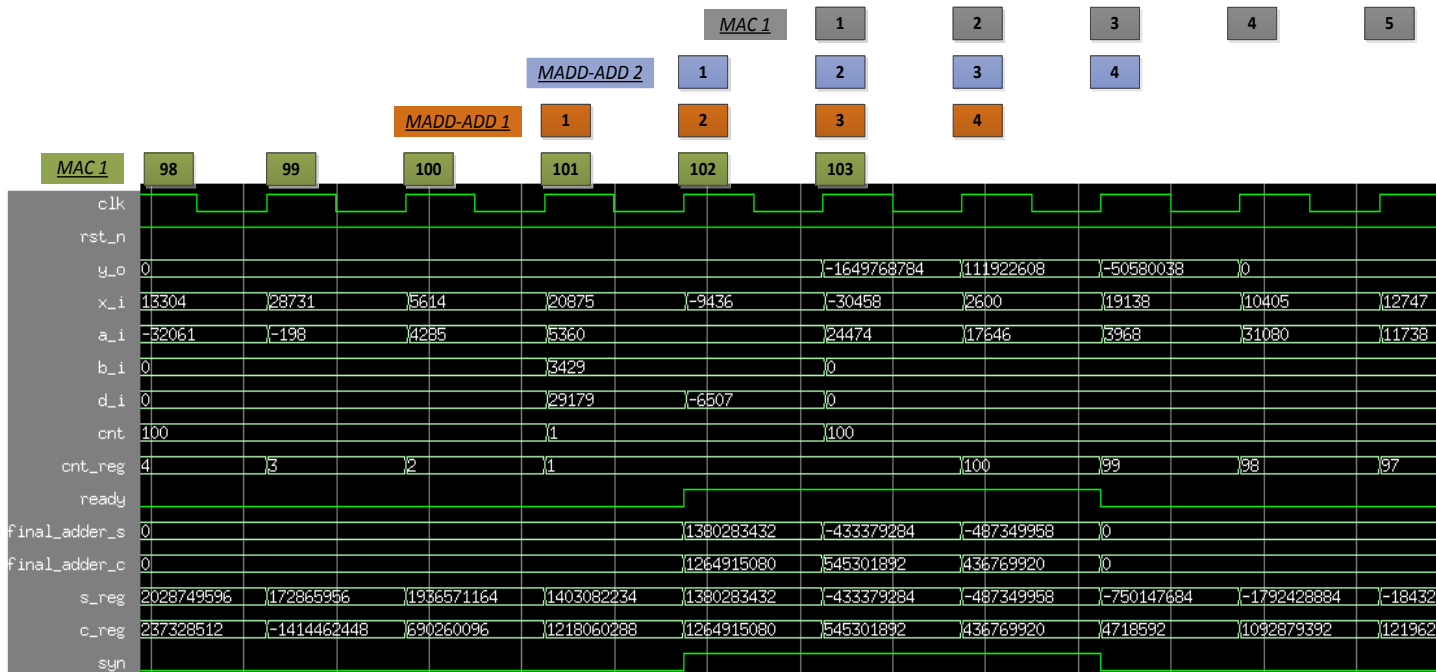 MAC 1 1 2 3 4 5
MADD-ADD 2 1 2 3 4
MADD-ADD 1 1 2 3 4
MAC 1 98 99 100 101 102 103
clk
rst_n
y_o 0 -1649768784 111922608 -50580038 0
x_i 13304 28731 5614 20875 -9436 -30458 2600 19138 10405 12747
a_i -32061 -198 4285 5360 24474 17646 3968 31080 11738
b_i 0 3429 0
d_i 0 29179 -6507 0
cnt 100 1 100
cnt_reg 4 3 2 1 100 99 98 97
ready
final_adder_s 0 1380283432 -433379284 -487349958 0
final_adder_c 0 1264915080 545301892 436769920 0
s_reg 2028749596 172865956 1936571164 1403082234 1380283432 -433379284 -487349958 -750147684 -1792428884 -18432
c_reg 237328512 -1414462448 690260096 1218060288 1264915080 545301892 436769920 4718592 1092879392 121962
syn